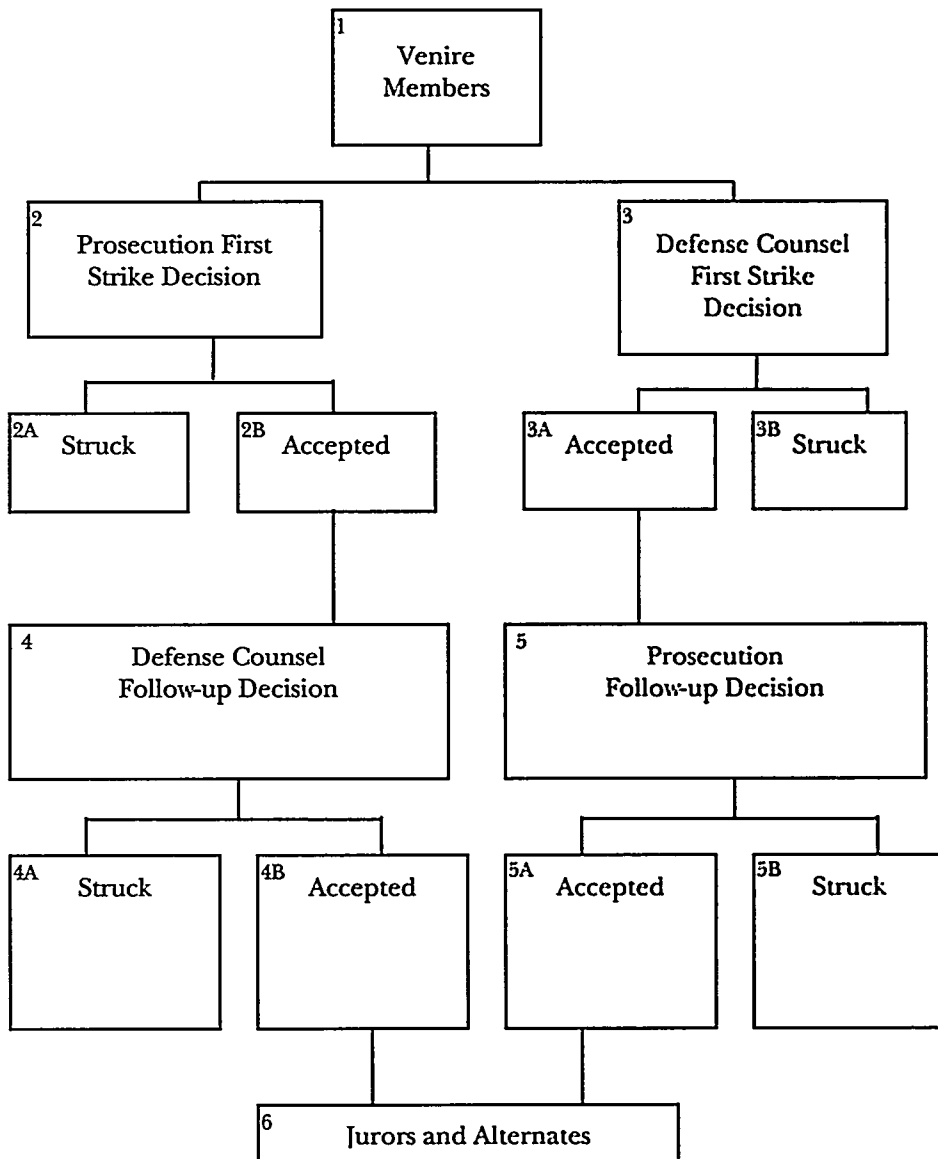 1
Venire
Members
2
Prosecution First
Strike Decision
3
Defense Counsel
First Strike
Decision
2A
Struck
2B
Accepted
3A
Accepted
3B
Struck
4
Defense Counsel
Follow-up Decision
5
Prosecution
Follow-up Decision
4A
Struck
4B
Accepted
5A
Accepted
5B
Struck
6
Jurors and Alternates